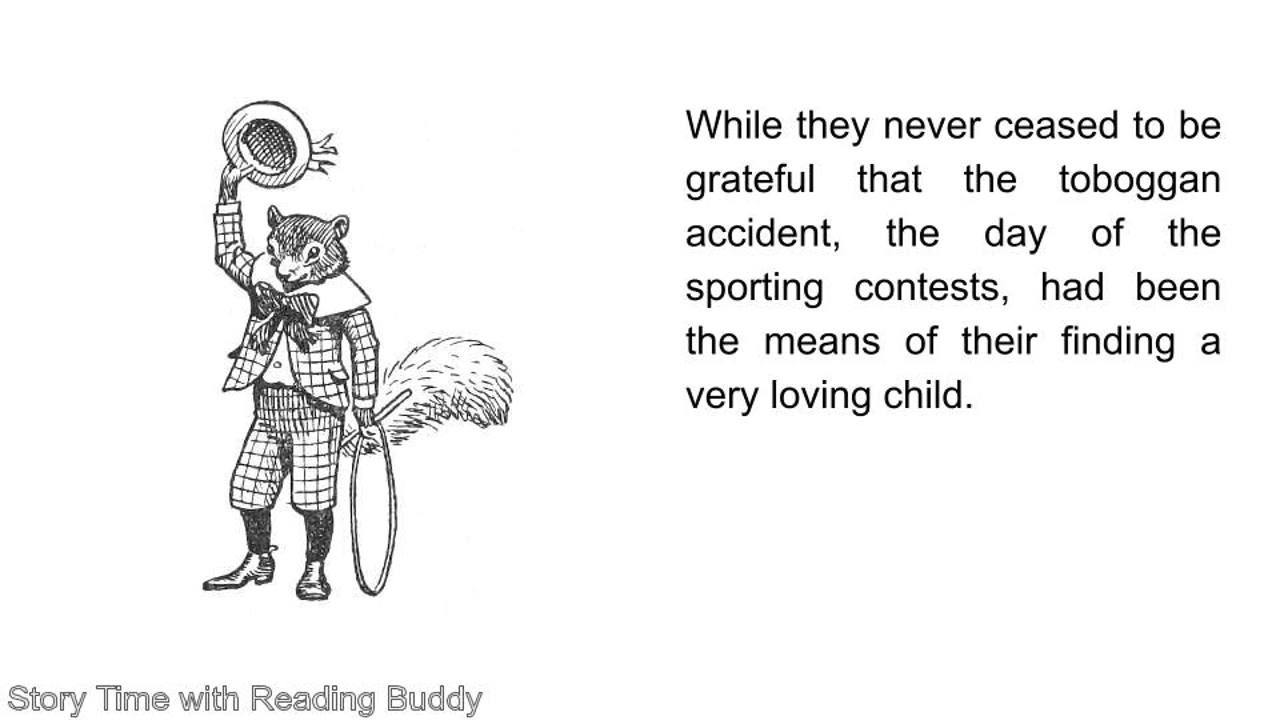 While they never ceased to be
grateful that the toboggan
accident, the day of the
sporting contests, had been
the means of their finding a
very loving child.
Story Time with Reading Buddy